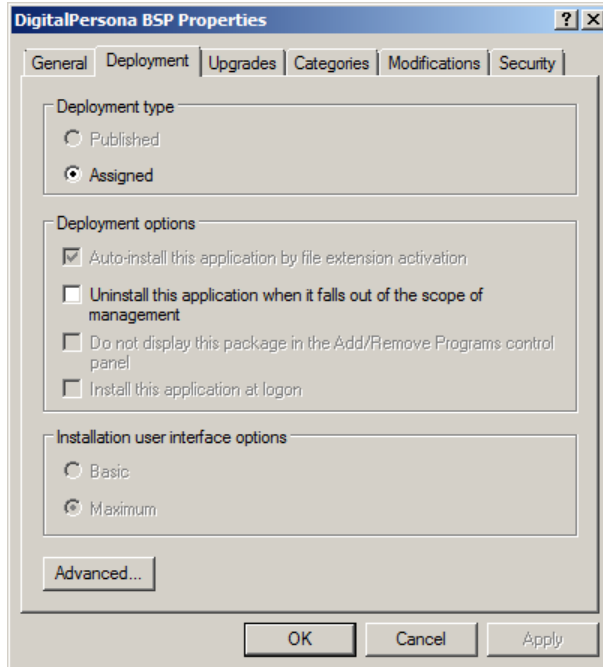 DigitalPersona BSP Properties
General Deployment Upgrades Categories Modifications Security
Deployment type
Published
Assigned
Deployment options
Auto-install this application by file extension activation
Uninstall this application when it falls out of the scope of
management
Do not display this package in the Add/Remove Programs control
panel
Install this application at logon
Installation user interface options
Basic
Maximum
Advanced...
OK Cancel Apply